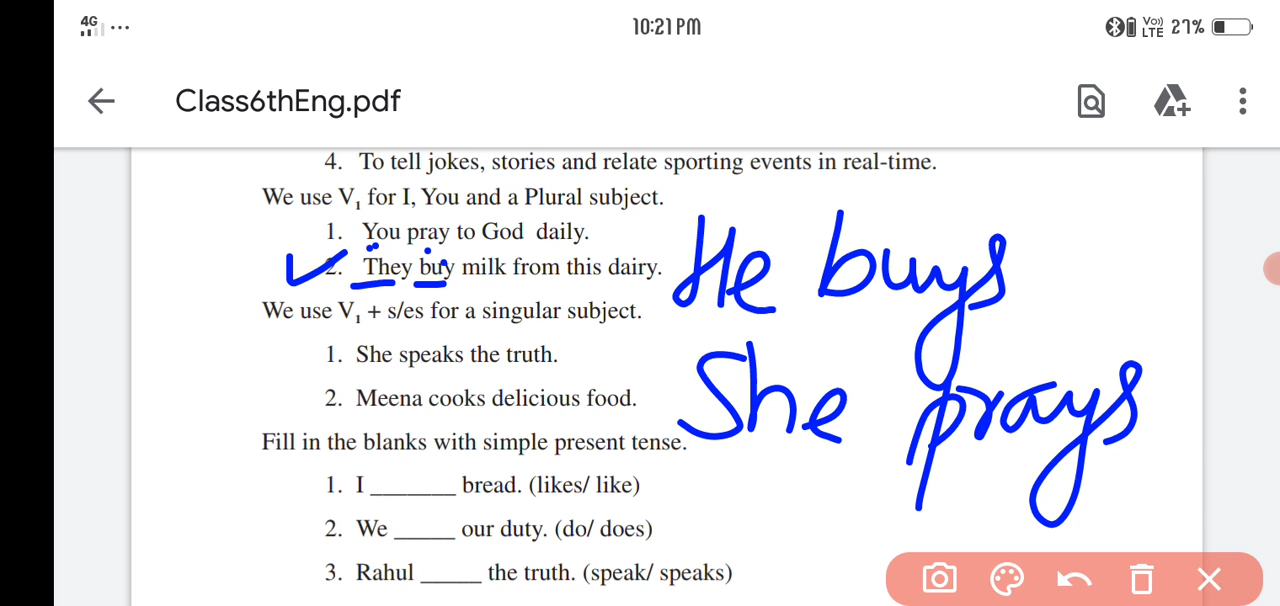 4G ... 10:21 PM Vo)) LTE 27%
Class6thEng.pdf
4. To tell jokes, stories and relate sporting events in real-time.
We use V₁ for I, You and a Plural subject.
1. You pray to God daily.
2. They buy milk from this dairy.
He buys
We use V₁ + s/es for a singular subject.
1. She speaks the truth.
2. Meena cooks delicious food.
She prays
Fill in the blanks with simple present tense.
1. I _______ bread. (likes/ like)
2. We _____ our duty. (do/ does)
3. Rahul _____ the truth. (speak/ speaks)